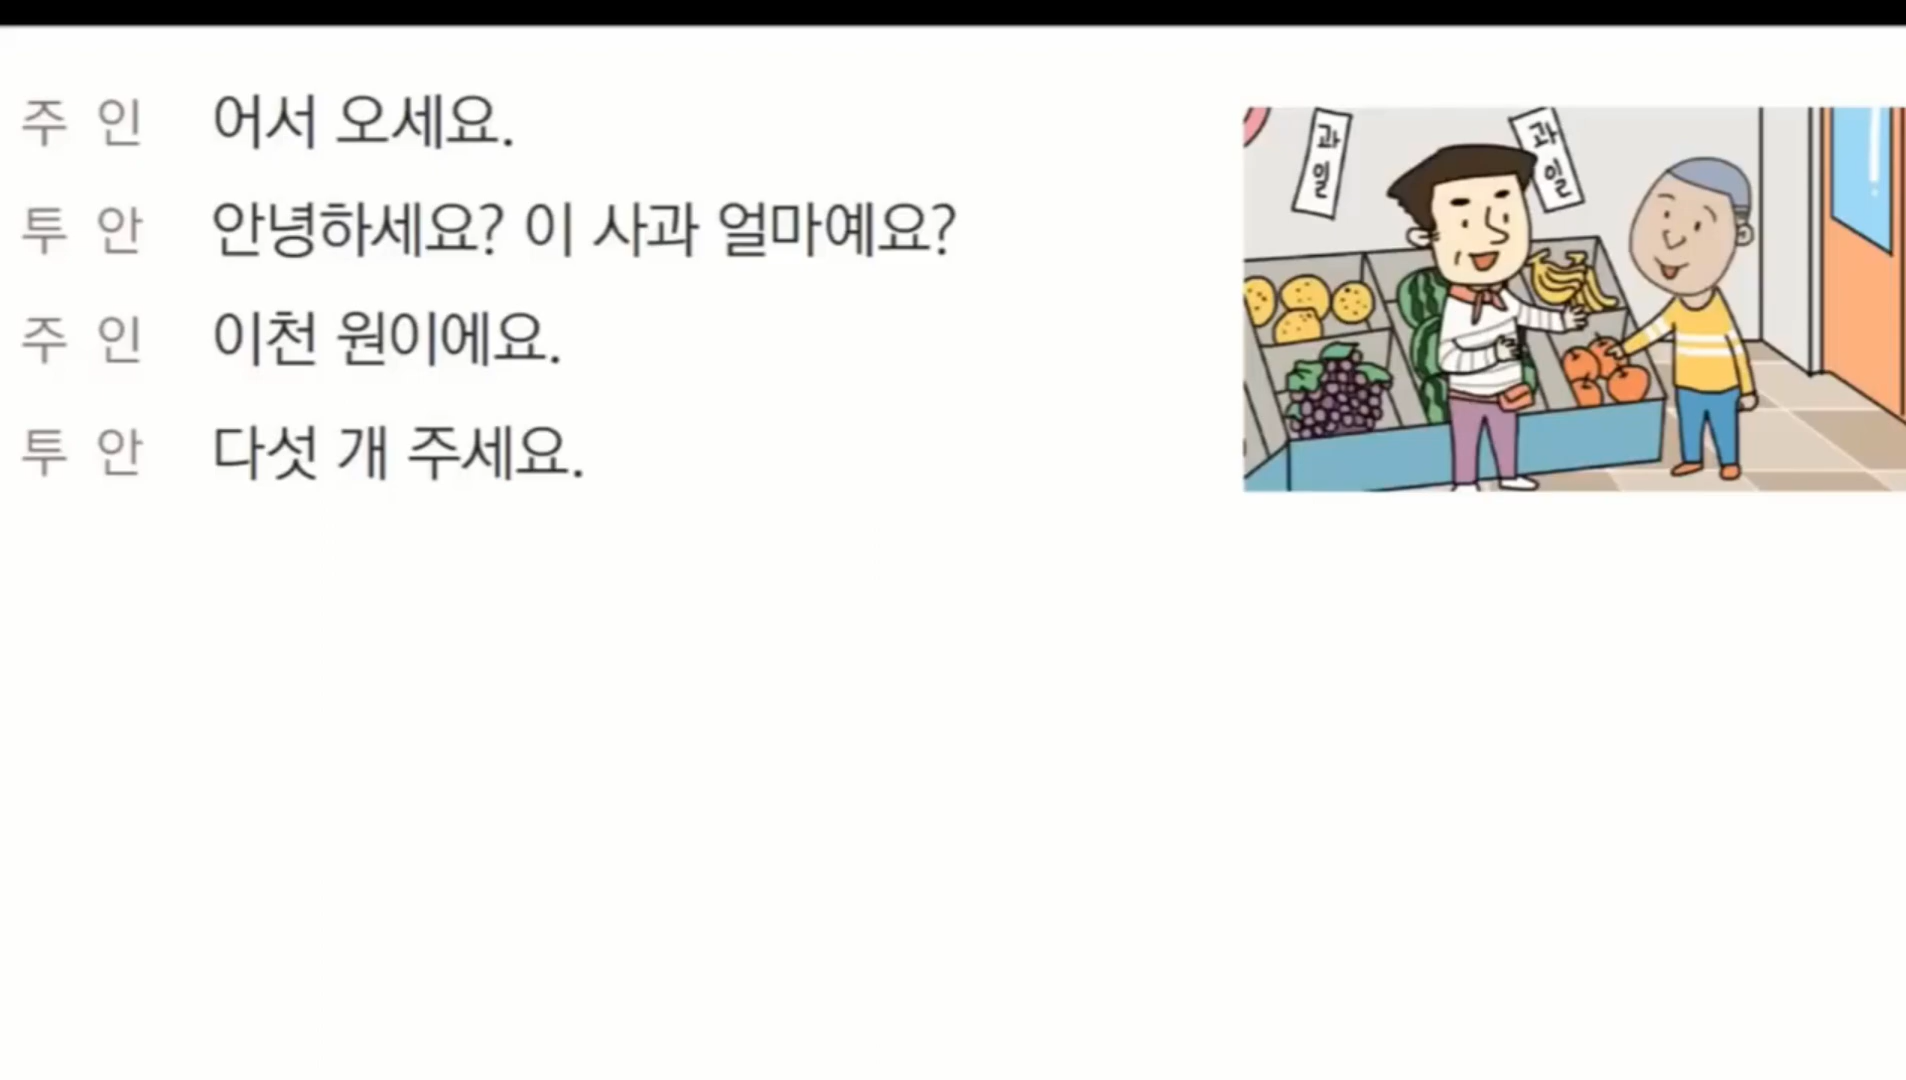 주 인 어서 오세요.
투 안 안녕하세요? 이 사과 얼마예요?
주 인 이천 원이에요.
투 안 다섯 개 주세요.
과일
과일